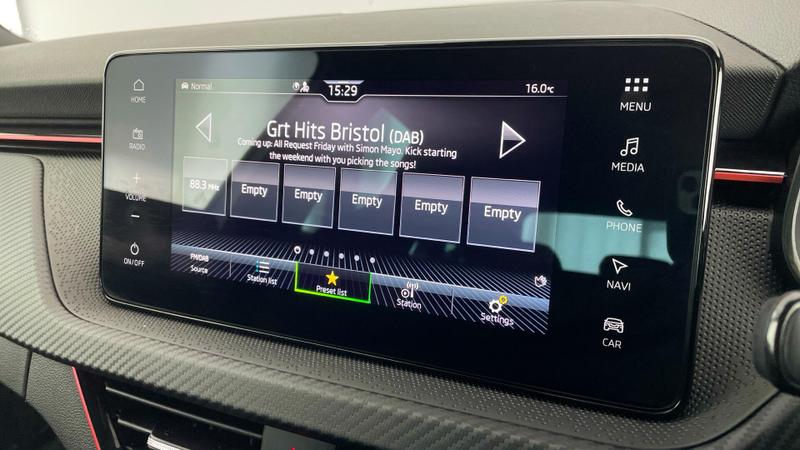 HOME
RADIO
VOLUME
ON/OFF
Normal
15:29
16.0°C
Grt Hits Bristol (DAB)
Coming up: All Request Friday with Simon Mayo. Kick starting
the weekend with you picking the songs!
88.3 MHz
Empty
Empty
Empty
Empty
Empty
FM/DAB
Source
Station list
Preset list
Station
Settings
MENU
MEDIA
PHONE
NAVI
CAR